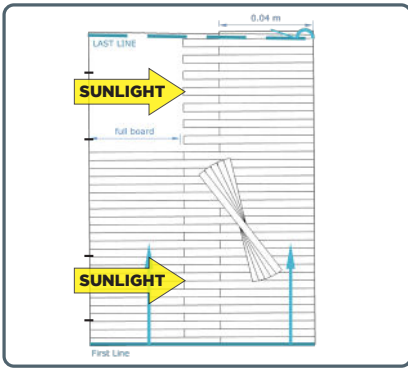 0.04 m
LAST LINE
SUNLIGHT
full board
SUNLIGHT
First Line